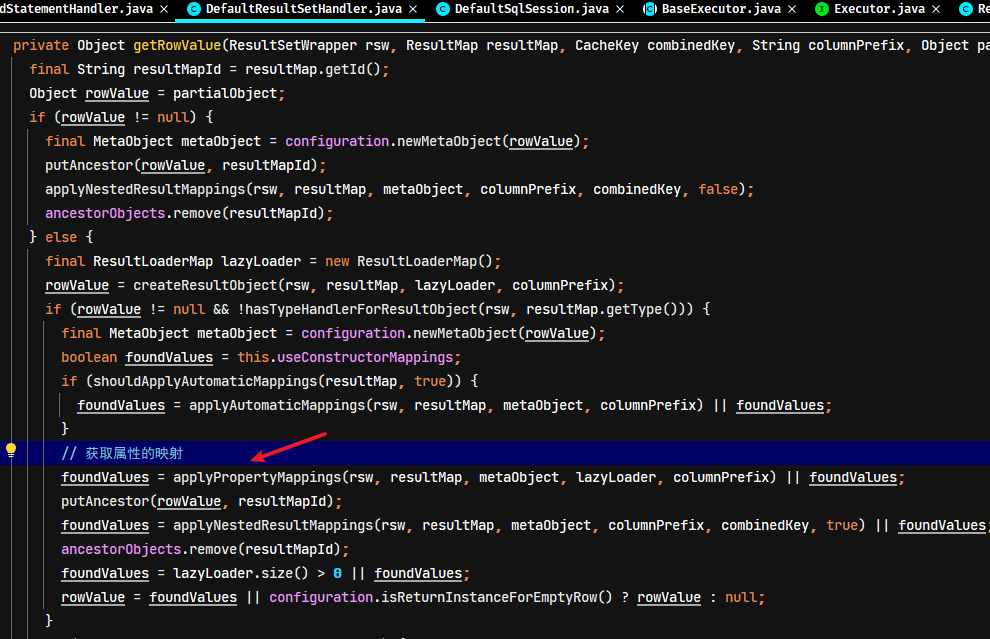 dStatementHandler.java × C DefaultResultSetHandler.java × C DefaultSqlSession.java × C BaseExecutor.java × I Executor.java × C Re
private Object getRowValue(ResultSetWrapper rsw, ResultMap resultMap, CacheKey combinedKey, String columnPrefix, Object pa
final String resultMapId = resultMap.getId();
Object rowValue = partialObject;
if (rowValue != null) {
final MetaObject metaObject = configuration.newMetaObject(rowValue);
putAncestor(rowValue, resultMapId);
applyNestedResultMappings(rsw, resultMap, metaObject, columnPrefix, combinedKey, false);
ancestorObjects.remove(resultMapId);
} else {
final ResultLoaderMap lazyLoader = new ResultLoaderMap();
rowValue = createResultObject(rsw, resultMap, lazyLoader, columnPrefix);
if (rowValue != null && !hasTypeHandlerForResultObject(rsw, resultMap.getType())) {
final MetaObject metaObject = configuration.newMetaObject(rowValue);
boolean foundValues = this.useConstructorMappings;
if (shouldApplyAutomaticMappings(resultMap, true)) {
foundValues = applyAutomaticMappings(rsw, resultMap, metaObject, columnPrefix) || foundValues;
}
// 获取属性的映射
foundValues = applyPropertyMappings(rsw, resultMap, metaObject, lazyLoader, columnPrefix) || foundValues;
putAncestor(rowValue, resultMapId);
foundValues = applyNestedResultMappings(rsw, resultMap, metaObject, columnPrefix, combinedKey, true) || foundValues;
ancestorObjects.remove(resultMapId);
foundValues = lazyLoader.size() > 0 || foundValues;
rowValue = foundValues || configuration.isReturnInstanceForEmptyRow() ? rowValue : null;
}